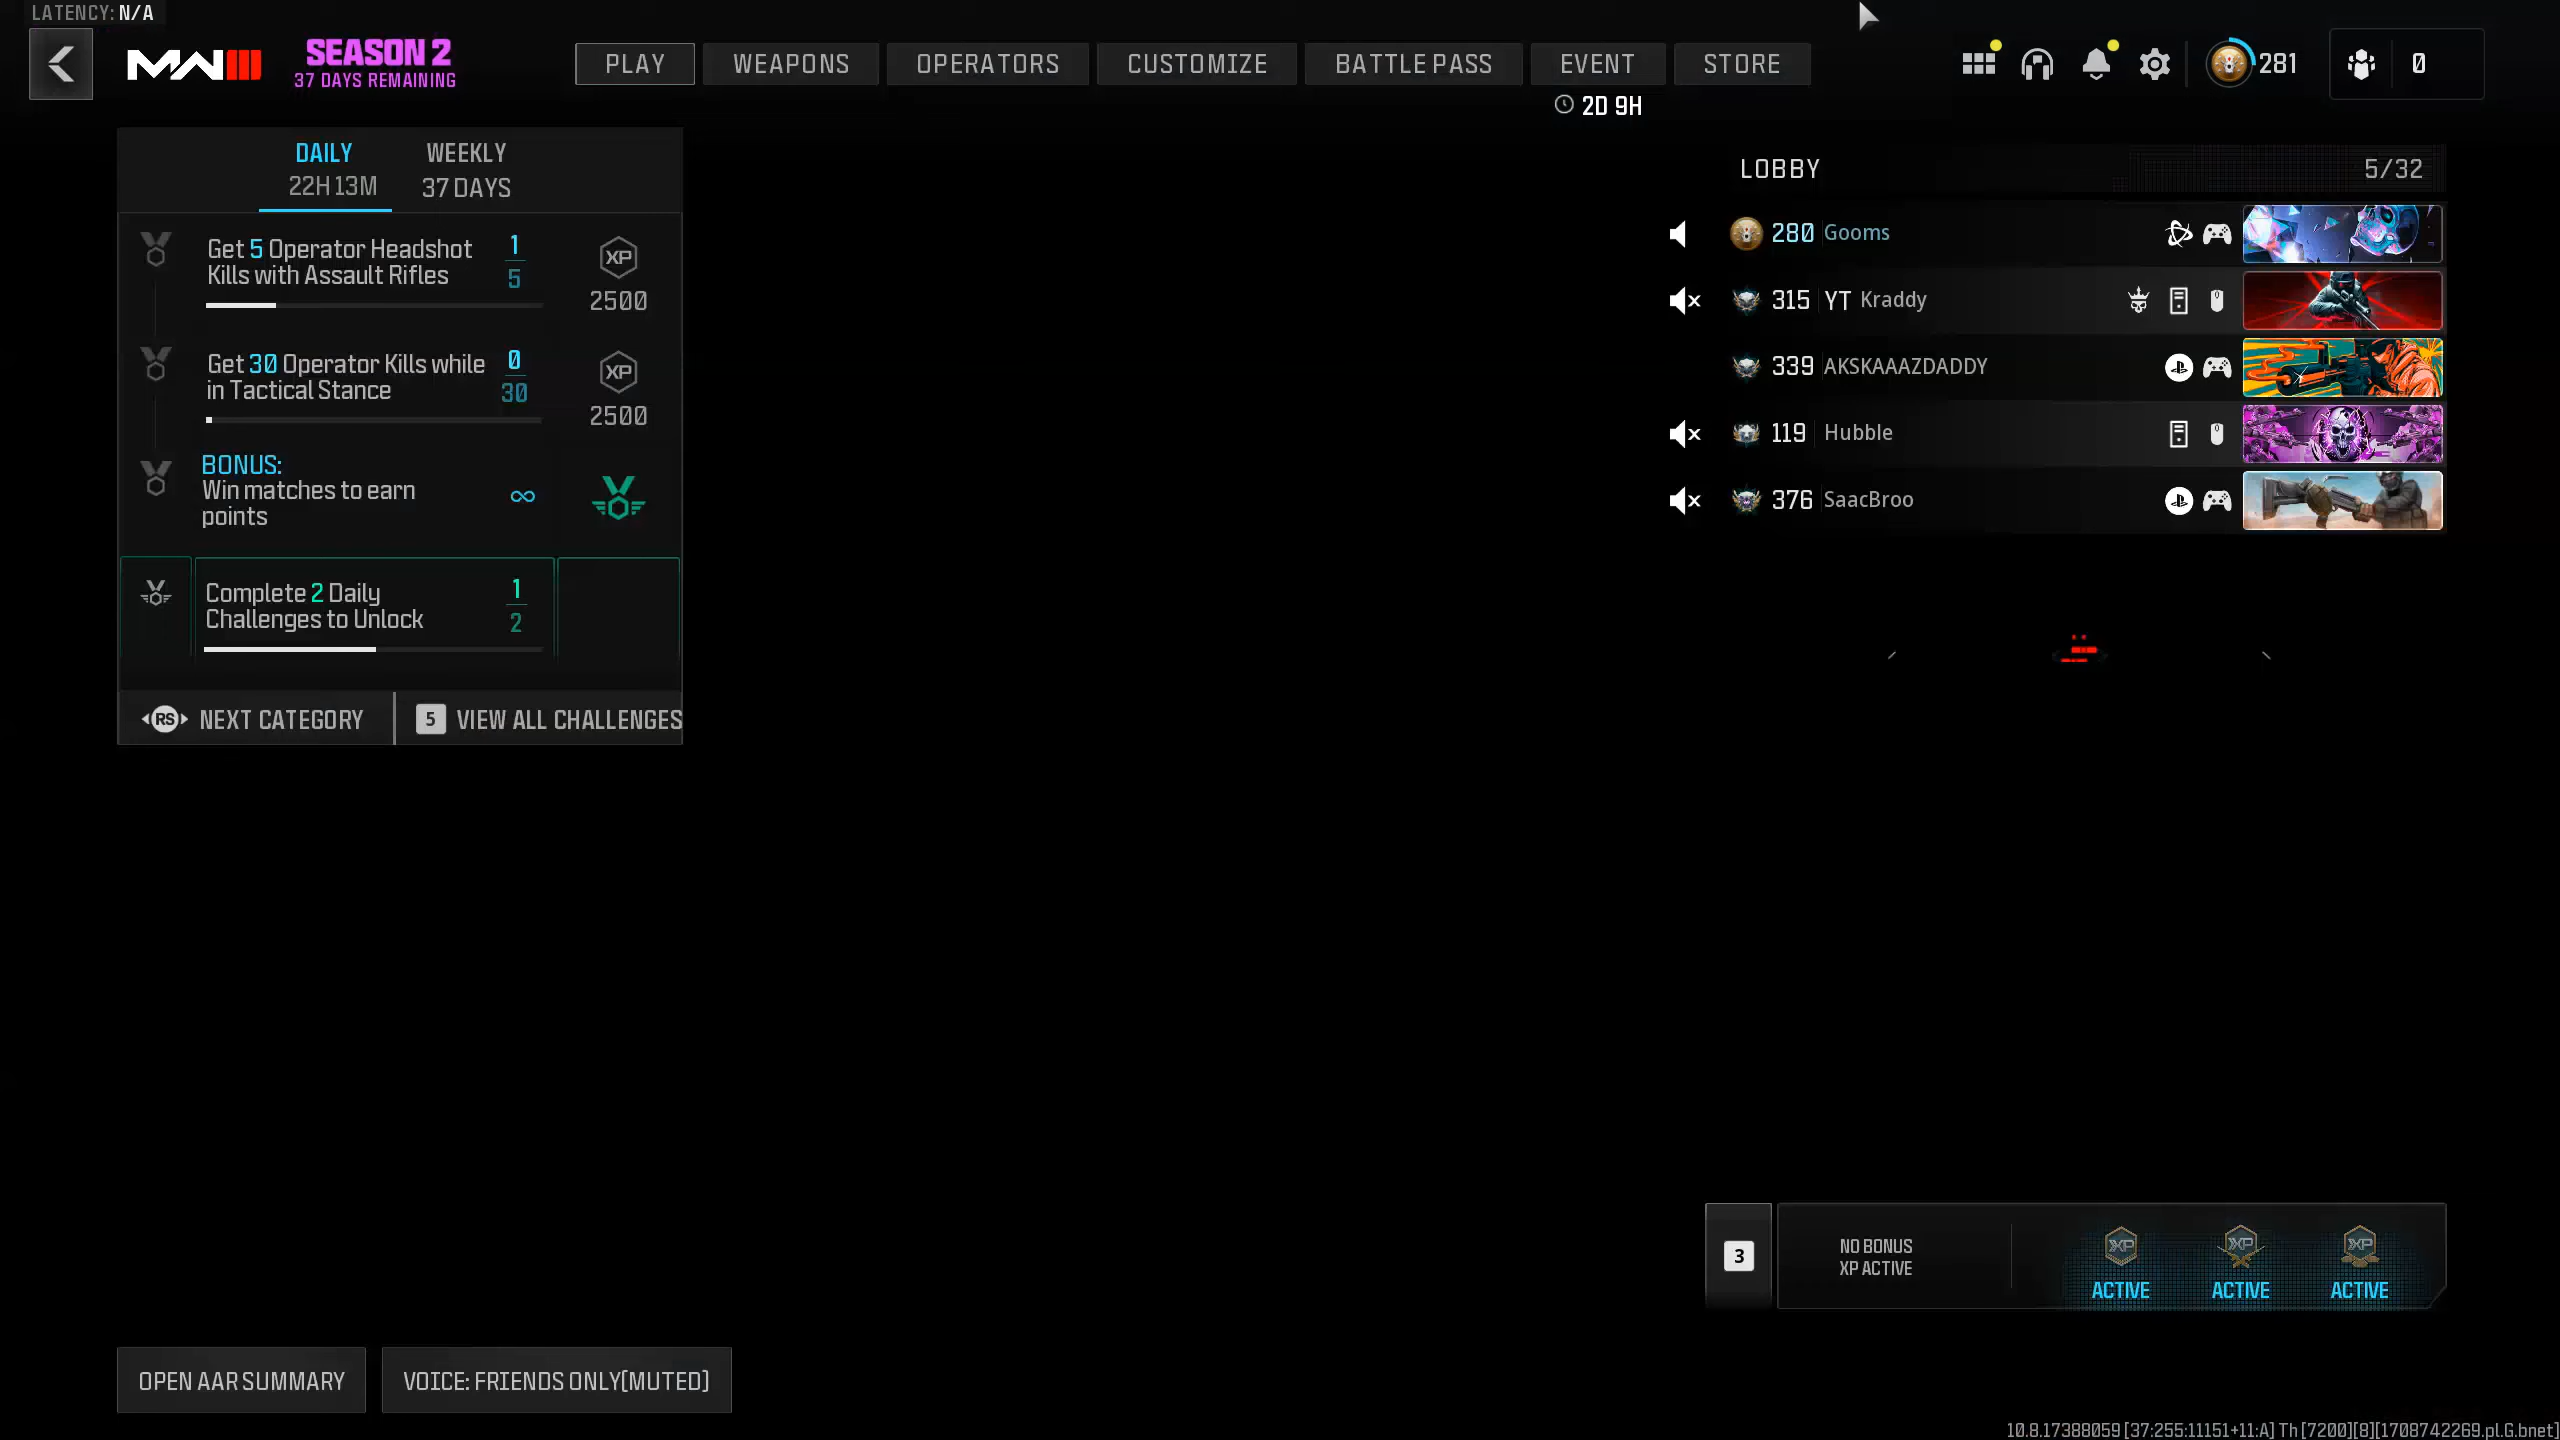 LATENCY: N/A
MWIII
SEASON 2
37 DAYS REMAINING
PLAY
WEAPONS
OPERATORS
CUSTOMIZE
BATTLE PASS
EVENT
STORE
2D 9H
281
0
DAILY
22H 13M
WEEKLY
37 DAYS
Get 5 Operator Headshot
Kills with Assault Rifles
1
5
XP
2500
Get 30 Operator Kills while
in Tactical Stance
0
30
XP
2500
BONUS:
Win matches to earn
points
∞
Complete 2 Daily
Challenges to Unlock
1
2
RS NEXT CATEGORY
5 VIEW ALL CHALLENGES
LOBBY
5/32
280 Gooms
315 YT Kraddy
339 AKSKAAAZDADDY
119 Hubble
376 SaacBroo
3
NO BONUS
XP ACTIVE
XP
ACTIVE
XP
ACTIVE
XP
ACTIVE
OPEN AAR SUMMARY
VOICE: FRIENDS ONLY[MUTED]
10.8.17388059 [37:255:11151+11:A] Th [7200][8][1708742269.pl.G.bnet]